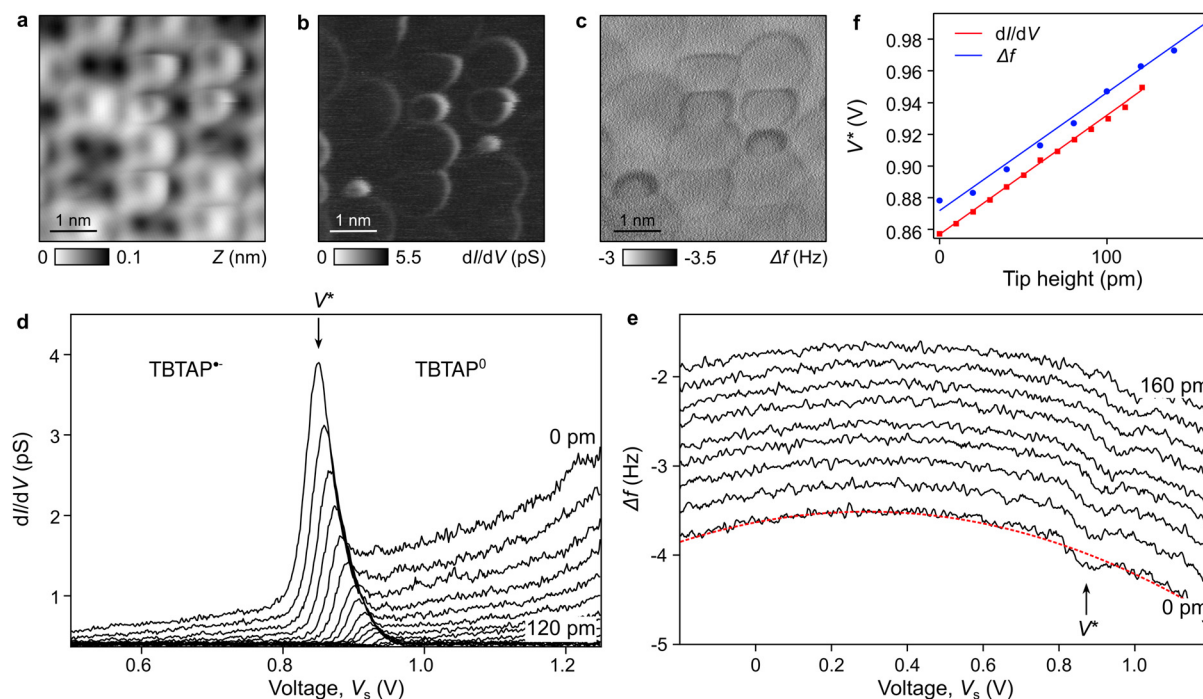 a
1 nm
0 0.1 Z (nm)
b
1 nm
0 5.5 dI/dV (pS)
c
1 nm
-3 -3.5 Δf (Hz)
f
dI/dV
Δf
0.98
0.96
0.94
0.92
0.90
0.88
0.86
V* (V)
0 100
Tip height (pm)
d
V*
TBTAP•-
TBTAP⁰
0 pm
120 pm
4
3
2
1
dI/dV (pS)
0.6 0.8 1.0 1.2
Voltage, Vₛ (V)
e
160 pm
0 pm
V*
-2
-3
-4
-5
Δf (Hz)
0 0.2 0.4 0.6 0.8 1.0
Voltage, Vₛ (V)